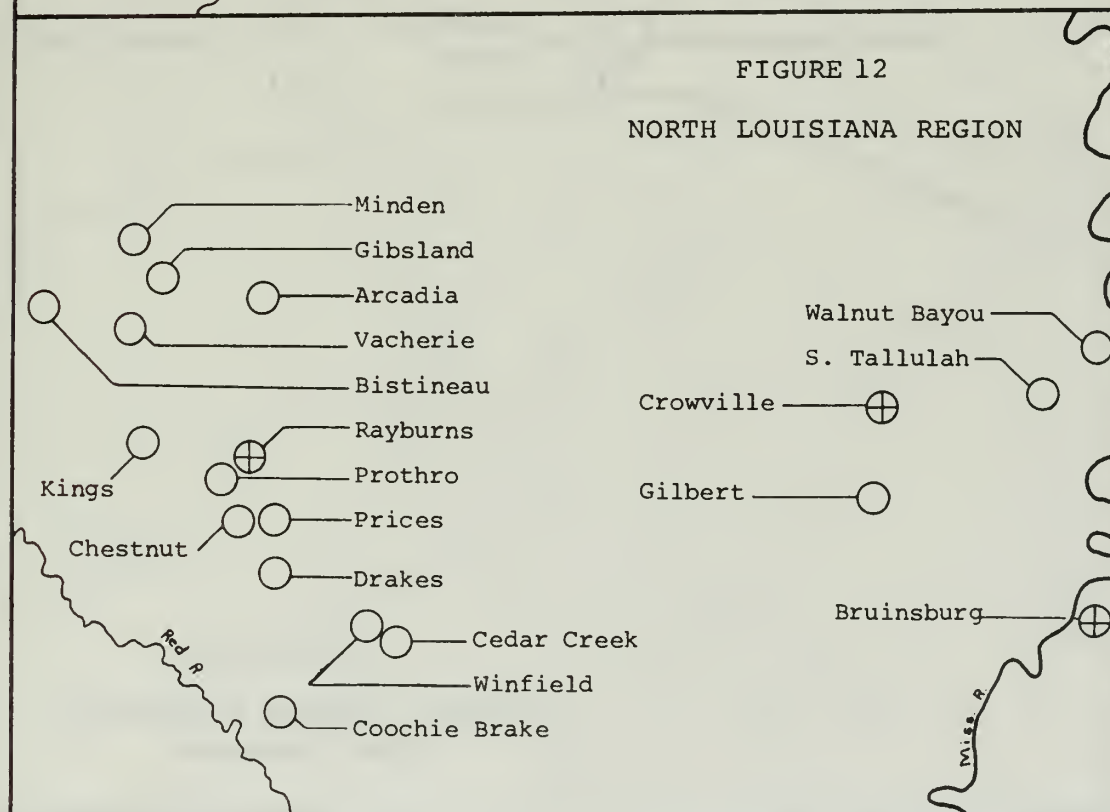 FIGURE 12
NORTH LOUISIANA REGION
Minden
Gibsland
Arcadia
Vacherie
Bistineau
Rayburns
Prothro
Kings
Prices
Chestnut
Drakes
Red R.
Cedar Creek
Winfield
Coochie Brake
Walnut Bayou
S. Tallulah
Crowville
Gilbert
Bruinsburg
Miss R.